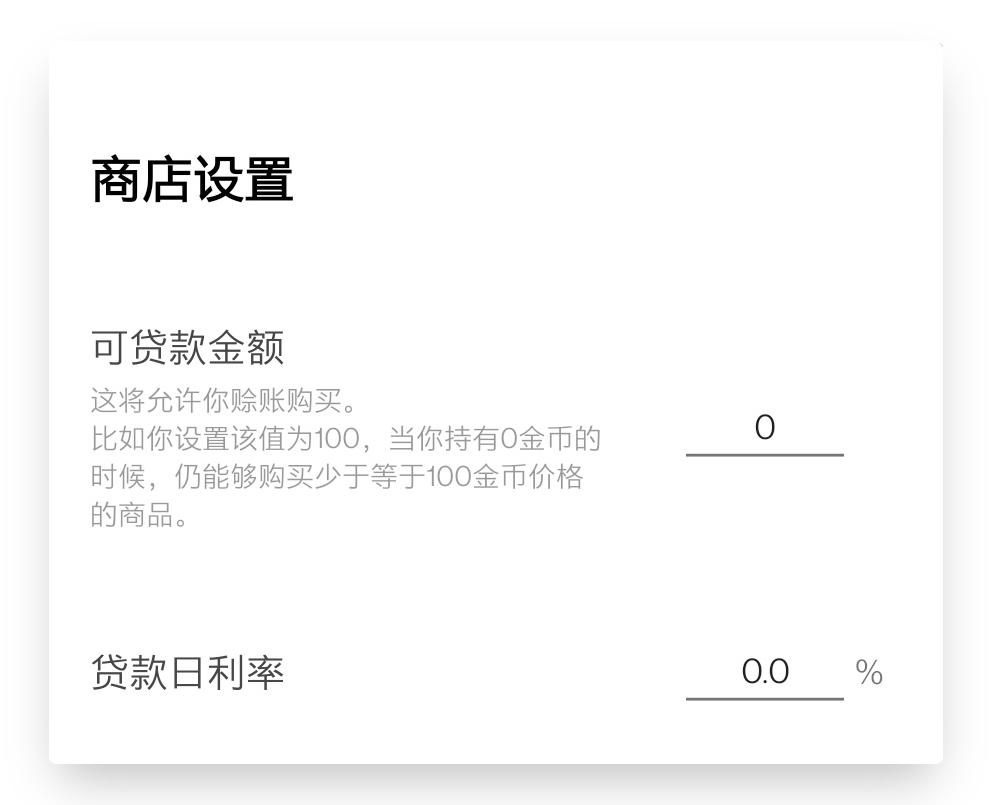 商店设置
可贷款金额
这将允许你赊账购买。
比如你设置该值为100，当你持有0金币的
时候，仍能够购买少于等于100金币价格
的商品。
0
贷款日利率
0.0 %